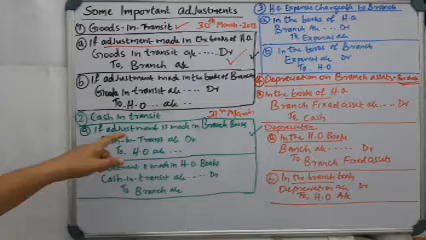 Some Important adjustments
① Goods-In-Transit 30th March-2018
ⓐ If adjustment made in the books of H.O
Goods In transit a/c ..... Dr
To, Branch a/c
ⓑ If adjustment made in the books of Branch
Goods In transit a/c .... Dr
To, H.O a/c ...
② Cash in transit 31st March
ⓐ If adjustment is made in Branch Books
In-Transit a/c Dr
To H.O a/c ...
is made in H.O Books
Cash-in-transit a/c ..... Dr
To Branch a/c
③ H.O Expense chargeable to Branch
ⓐ In the books of H.O
Branch a/c ... Dr
To Expense a/c
ⓑ In the books of Branch
Expense a/c Dr
To H.O
④ Depreciation on Branch assets
ⓐ In the books of H.O
Branch Fixed asset a/c .... Dr
To Cash
Depreciation
ⓐ In the H.O Books
Branch a/c ..... Dr
To Branch Fixed assets
ⓑ In the branch books
Depreciation a/c Dr
To H.O A/c